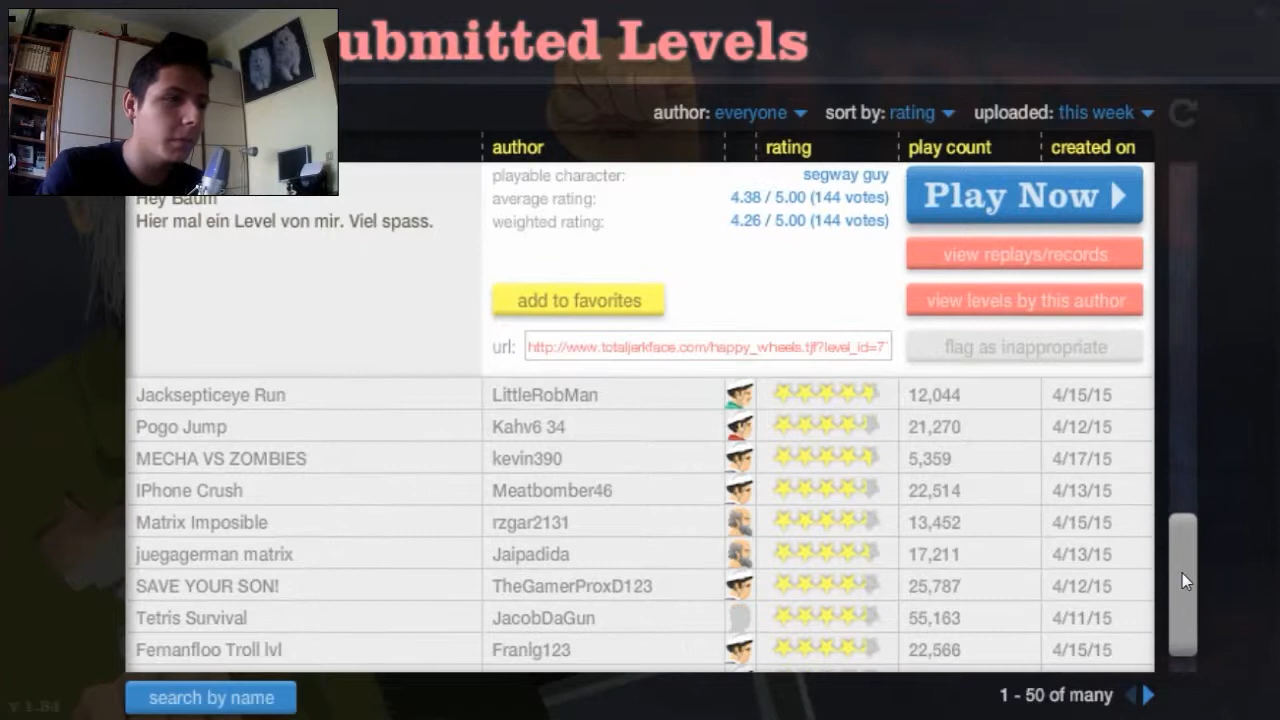 ubmitted Levels
author: everyone sort by: rating uploaded: this week
author rating play count created on
Hey Baum
Hier mal ein Level von mir. Viel spass.
playable character: segway guy
average rating: 4.38 / 5.00 (144 votes)
weighted rating: 4.26 / 5.00 (144 votes)
Play Now
view replays/records
add to favorites
view levels by this author
url: http://www.totaljerkface.com/happy_wheels.tjf?level_id=7
flag as inappropriate
Jacksepticeye Run LittleRobMan 12,044 4/15/15
Pogo Jump Kahv6 34 21,270 4/12/15
MECHA VS ZOMBIES kevin390 5,359 4/17/15
IPhone Crush Meatbomber46 22,514 4/13/15
Matrix Imposible rzgar2131 13,452 4/15/15
juegagerman matrix Jaipadida 17,211 4/13/15
SAVE YOUR SON! TheGamerProxD123 25,787 4/12/15
Tetris Survival JacobDaGun 55,163 4/11/15
Fernanfloo Troll lvl Franlg123 22,566 4/15/15
search by name
1 - 50 of many